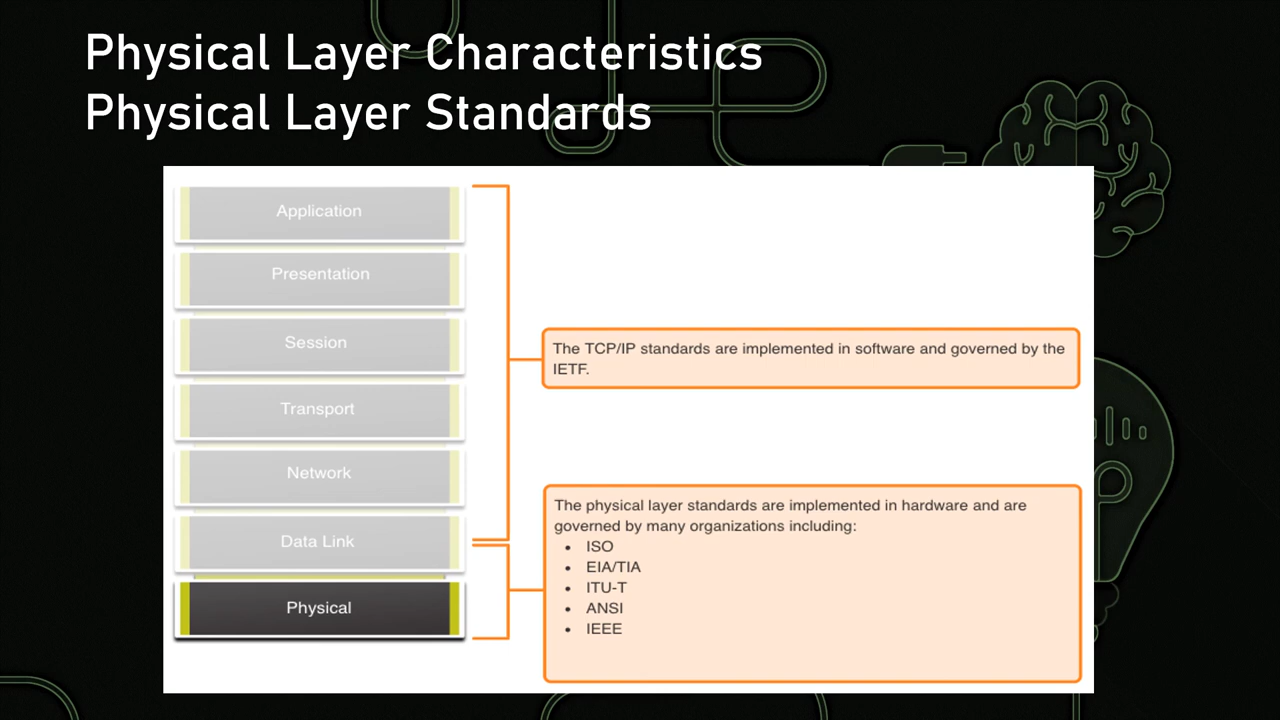 Physical Layer Characteristics
Physical Layer Standards
Application
Presentation
Session
Transport
Network
Data Link
Physical
The TCP/IP standards are implemented in software and governed by the
IETF.
The physical layer standards are implemented in hardware and are
governed by many organizations including:
• ISO
• EIA/TIA
• ITU-T
• ANSI
• IEEE